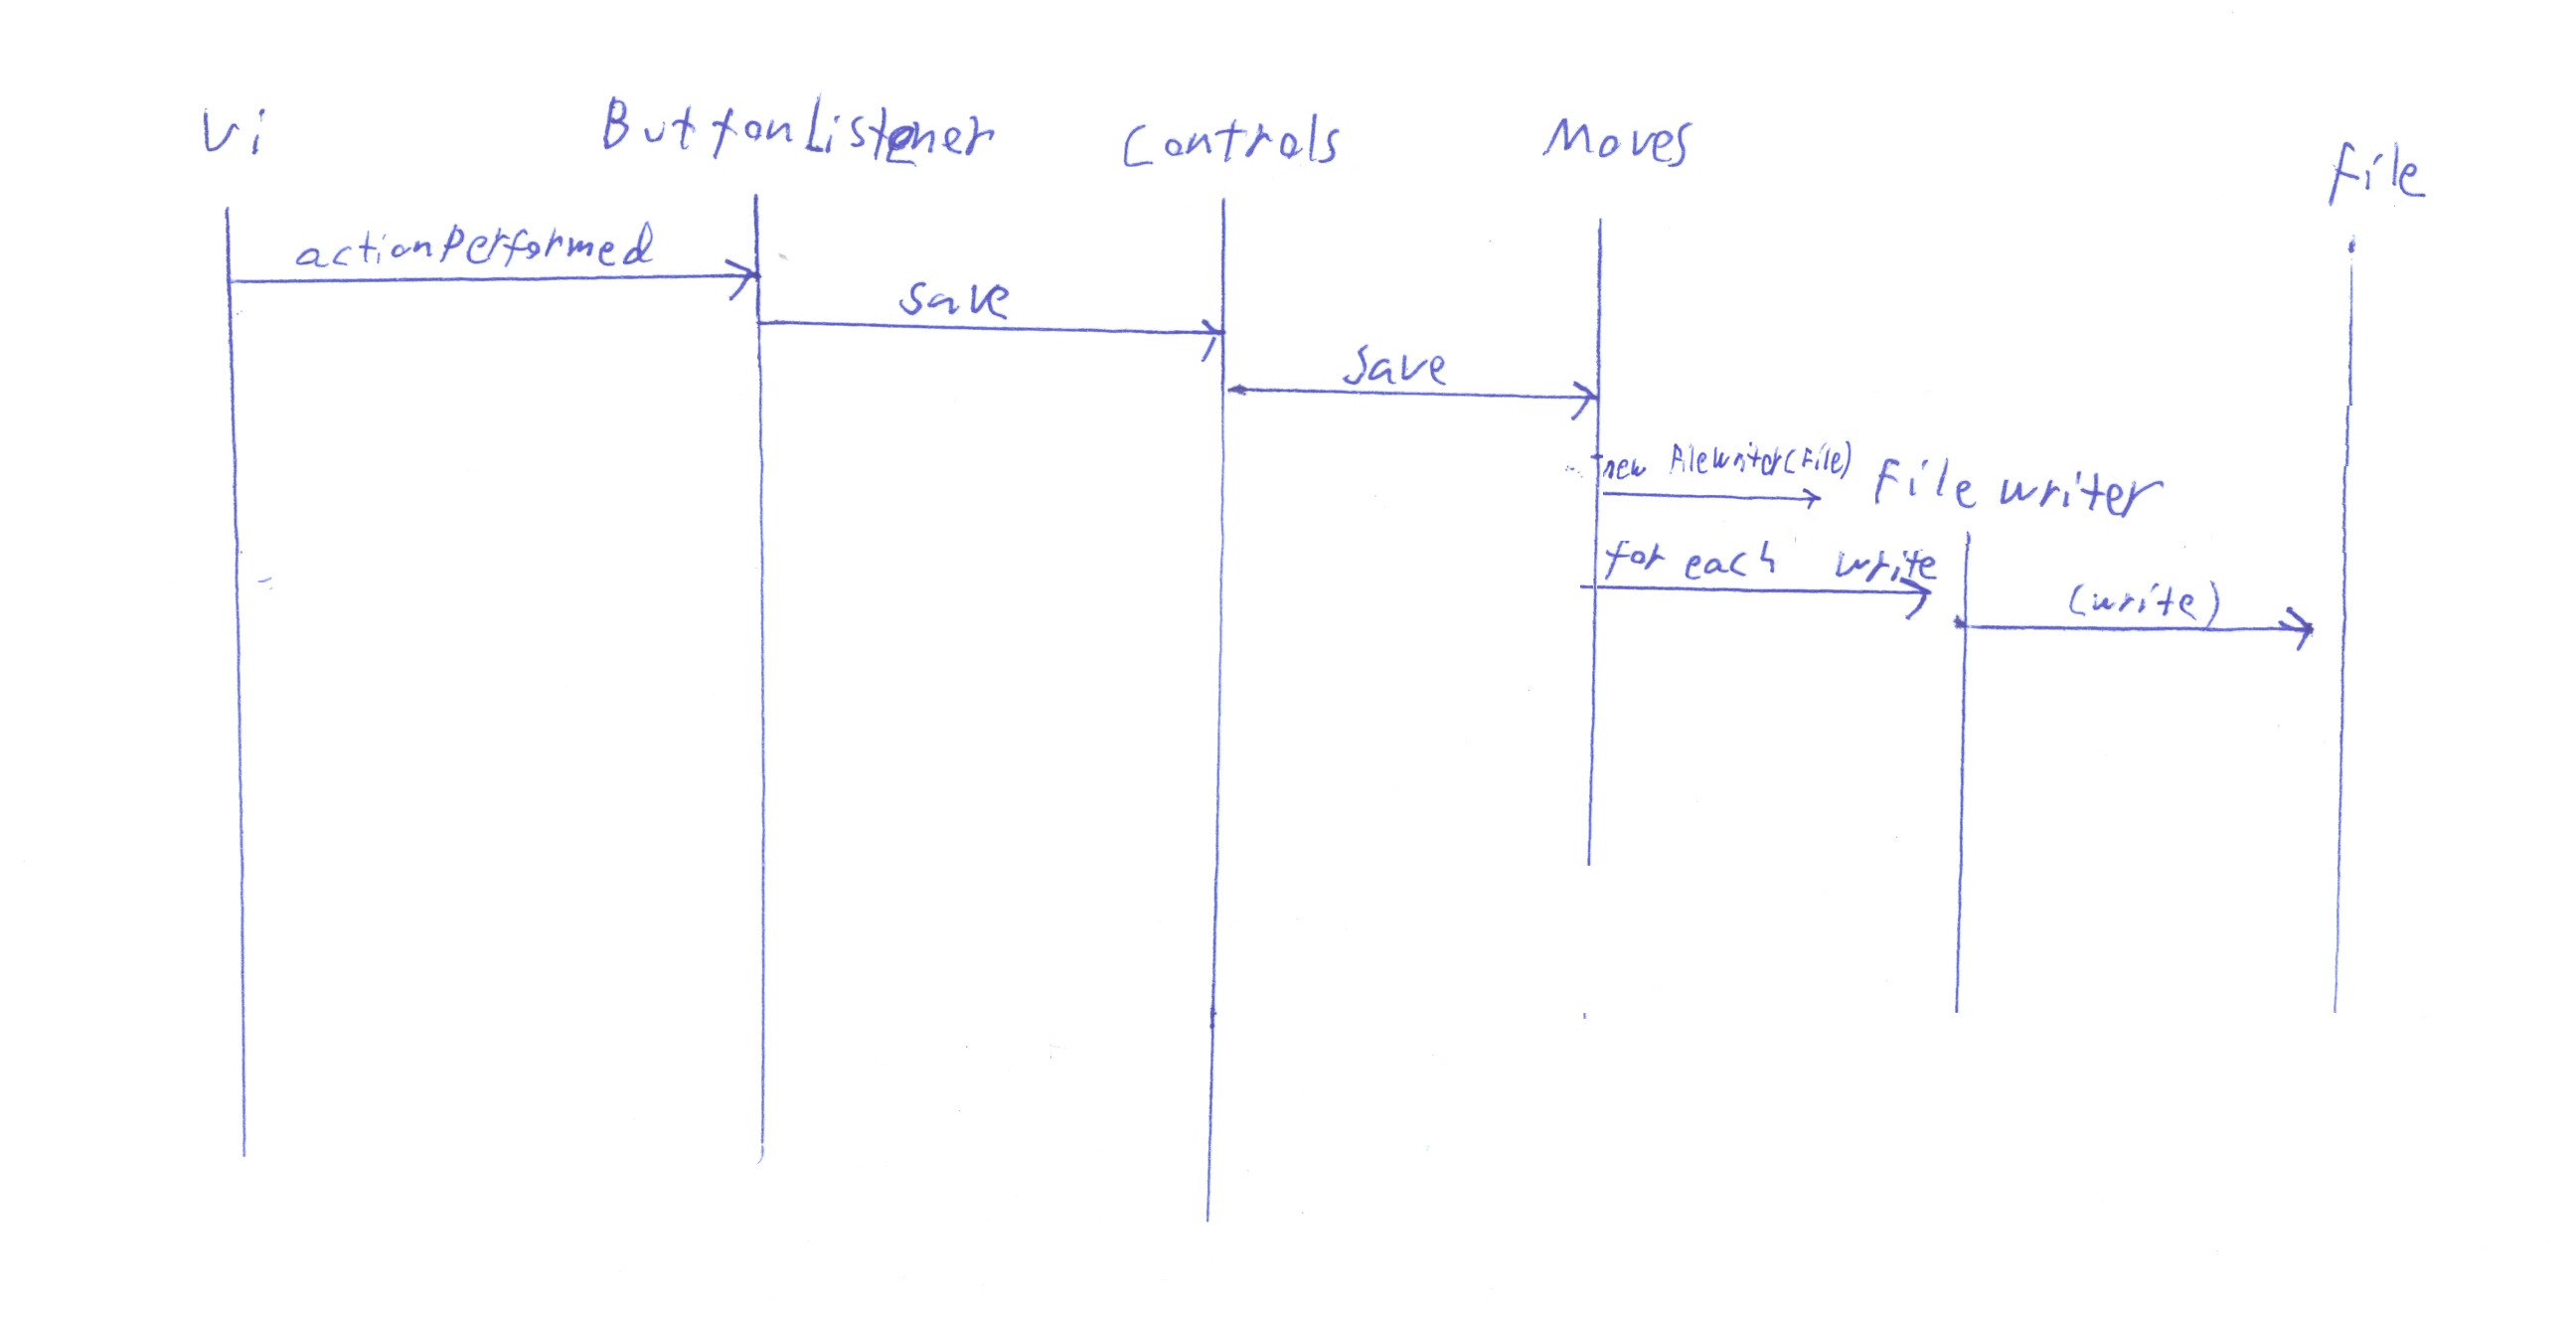 Ui ButtonListener Controls Moves file
actionPerformed
save
save
new FileWriter(File) File writer
for each write
(write)